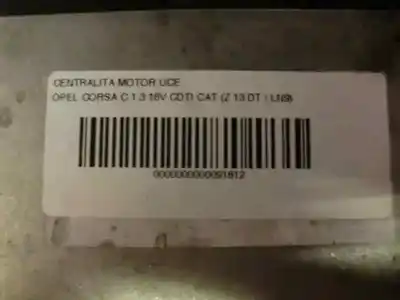 CENTRALITA MOTOR UCE
OPEL CORSA C 1.3 16V CDTI CAT (Z 13 DT / LN9)
0000000000091812